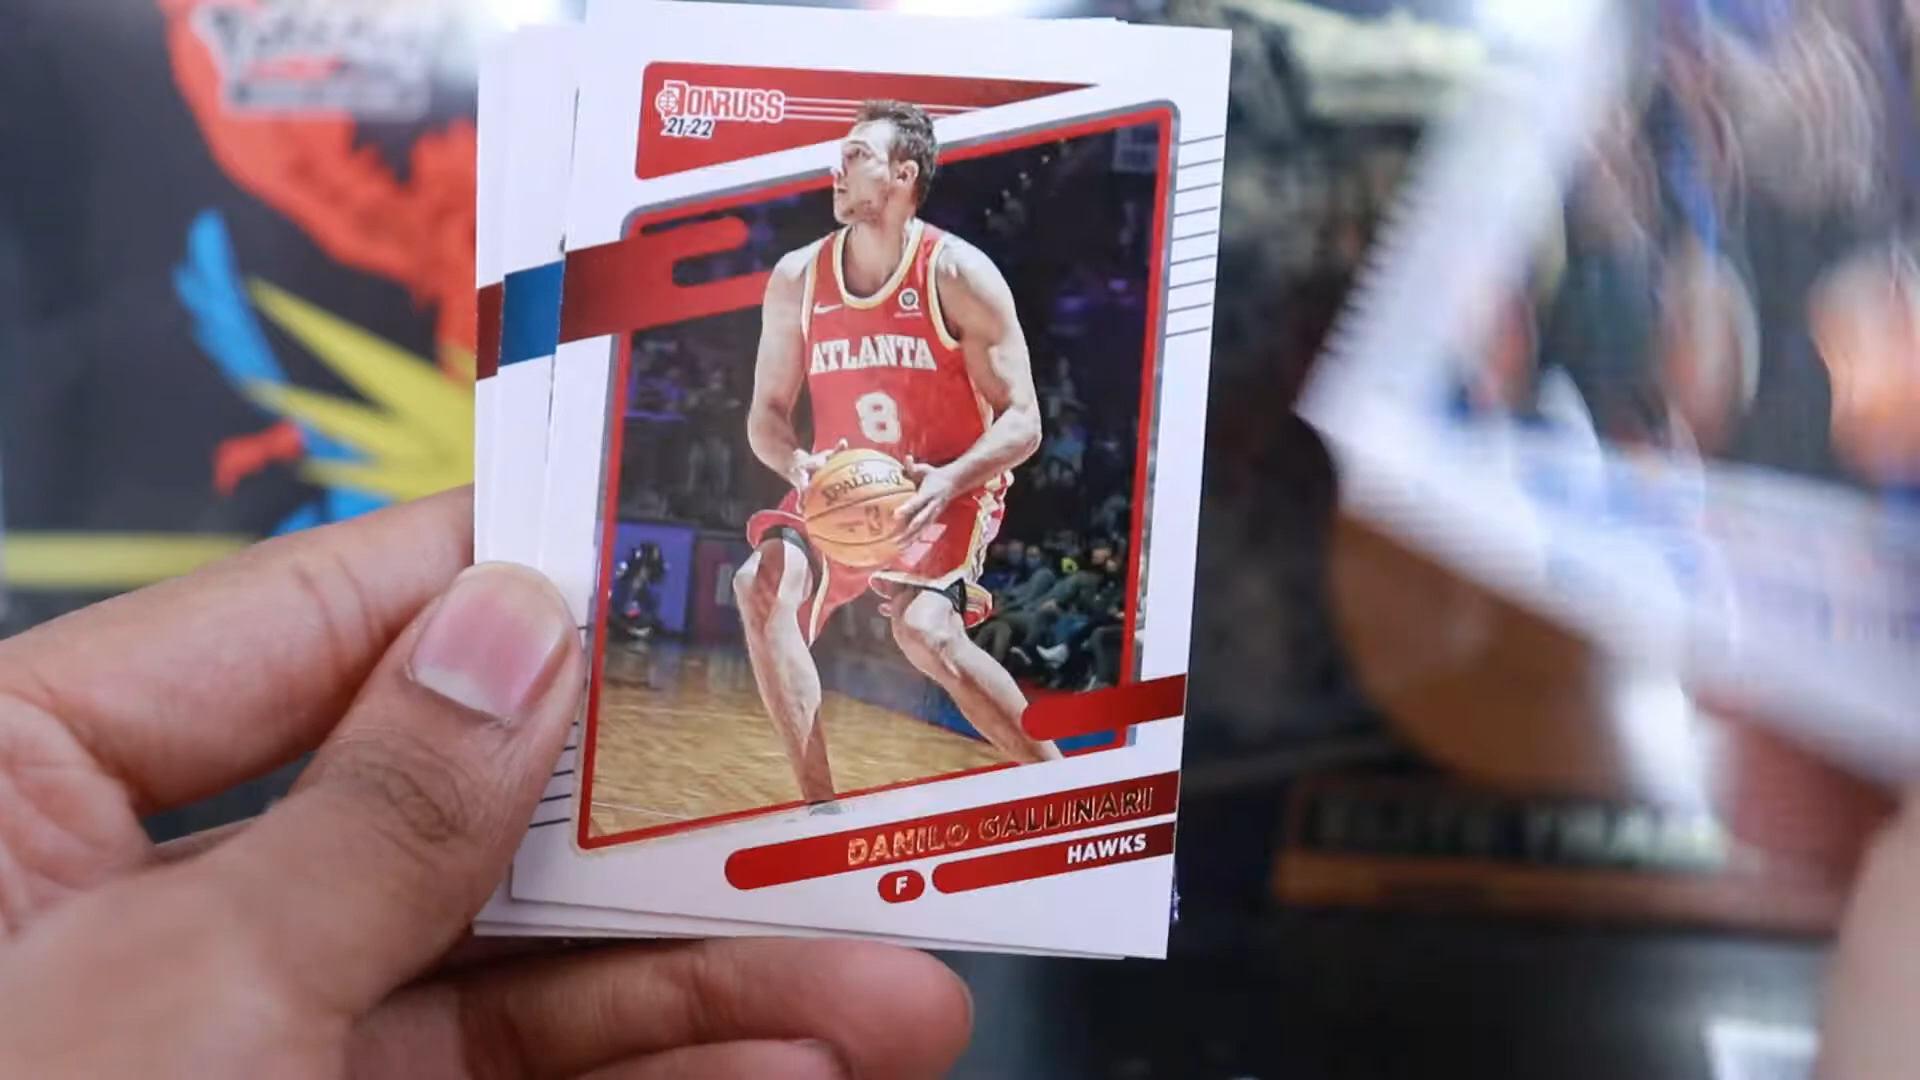 DONRUSS
21-22
ATLANTA
8
SPALDING
DANILO GALLINARI
HAWKS
F